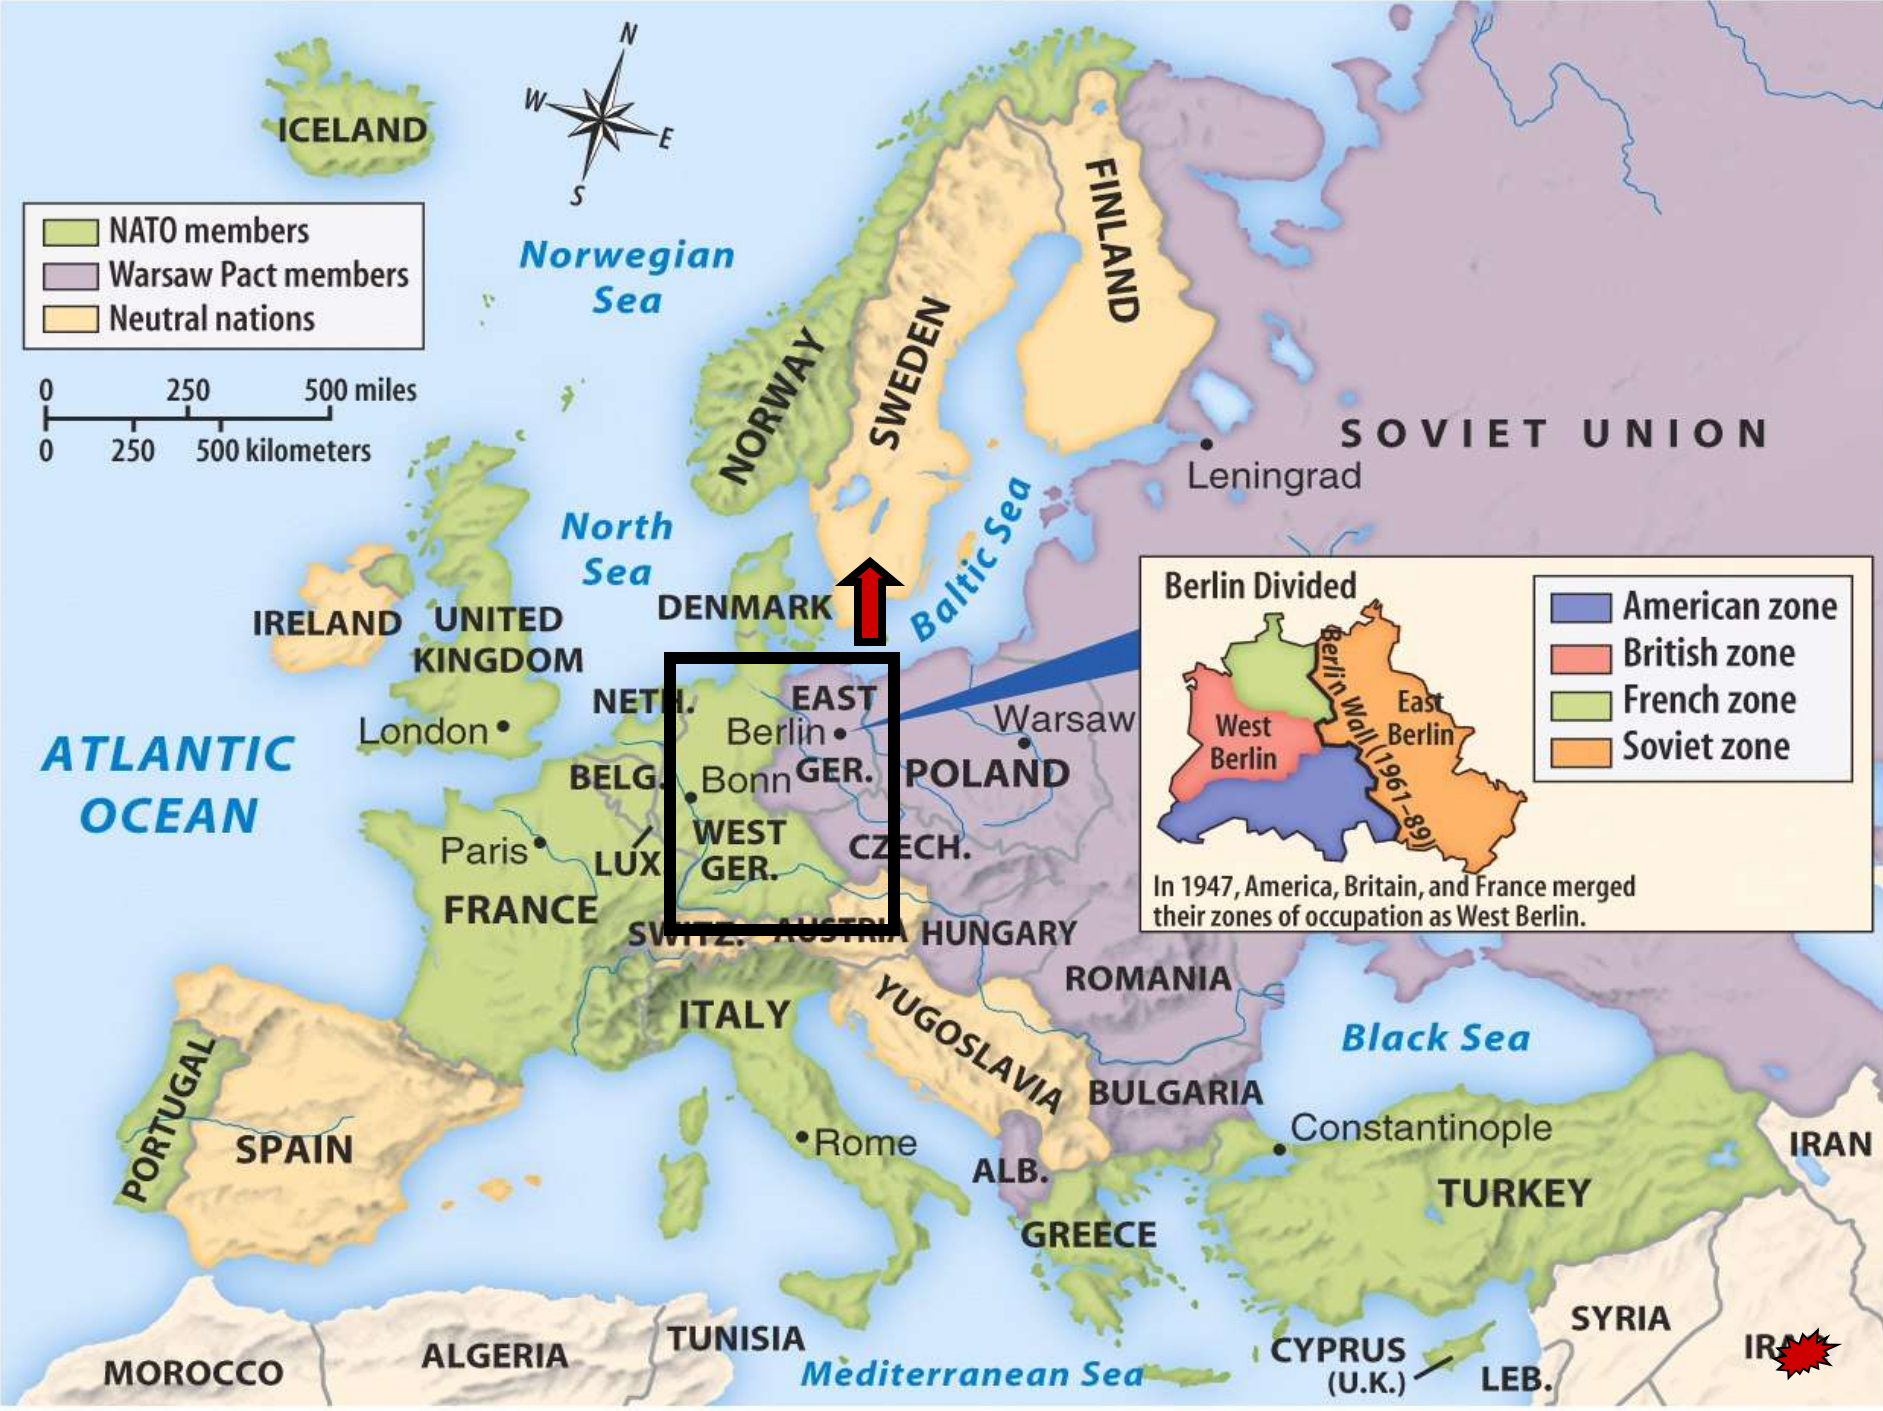 N
W
E
S
ICELAND
NATO members
Warsaw Pact members
Neutral nations
0 250 500 miles
0 250 500 kilometers
Norwegian
Sea
FINLAND
SWEDEN
NORWAY
SOVIET UNION
Leningrad
North
Sea
Baltic Sea
DENMARK
IRELAND
UNITED
KINGDOM
London
NETH.
EAST
GER.
Berlin
Warsaw
POLAND
BELG.
Bonn
ATLANTIC
OCEAN
Paris
LUX
WEST
GER.
CZECH.
FRANCE
SWITZ.
AUSTRIA
HUNGARY
ROMANIA
Berlin Divided
American zone
British zone
French zone
Soviet zone
West
Berlin
Berlin Wall (1961–89)
East
Berlin
In 1947, America, Britain, and France merged
their zones of occupation as West Berlin.
ITALY
YUGOSLAVIA
Black Sea
PORTUGAL
SPAIN
BULGARIA
Rome
ALB.
Constantinople
IRAN
TURKEY
GREECE
SYRIA
MOROCCO
ALGERIA
TUNISIA
Mediterranean Sea
CYPRUS
(U.K.)
LEB.